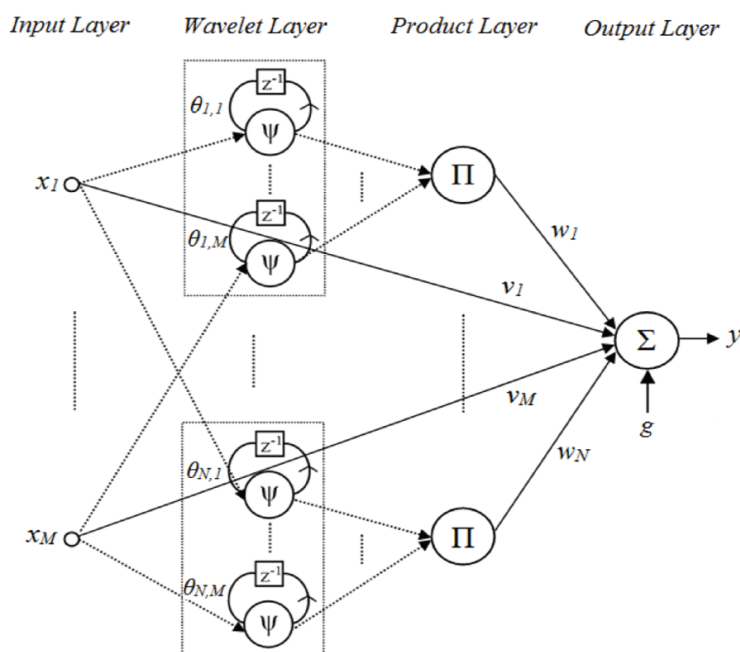 Input Layer Wavelet Layer Product Layer Output Layer
z⁻¹
θ1,1
ψ
Π
x1
z⁻¹
θ1,M
ψ
w1
v1
Σ
y
vM
g
z⁻¹
θN,1
ψ
wN
xM
Π
z⁻¹
θN,M
ψ